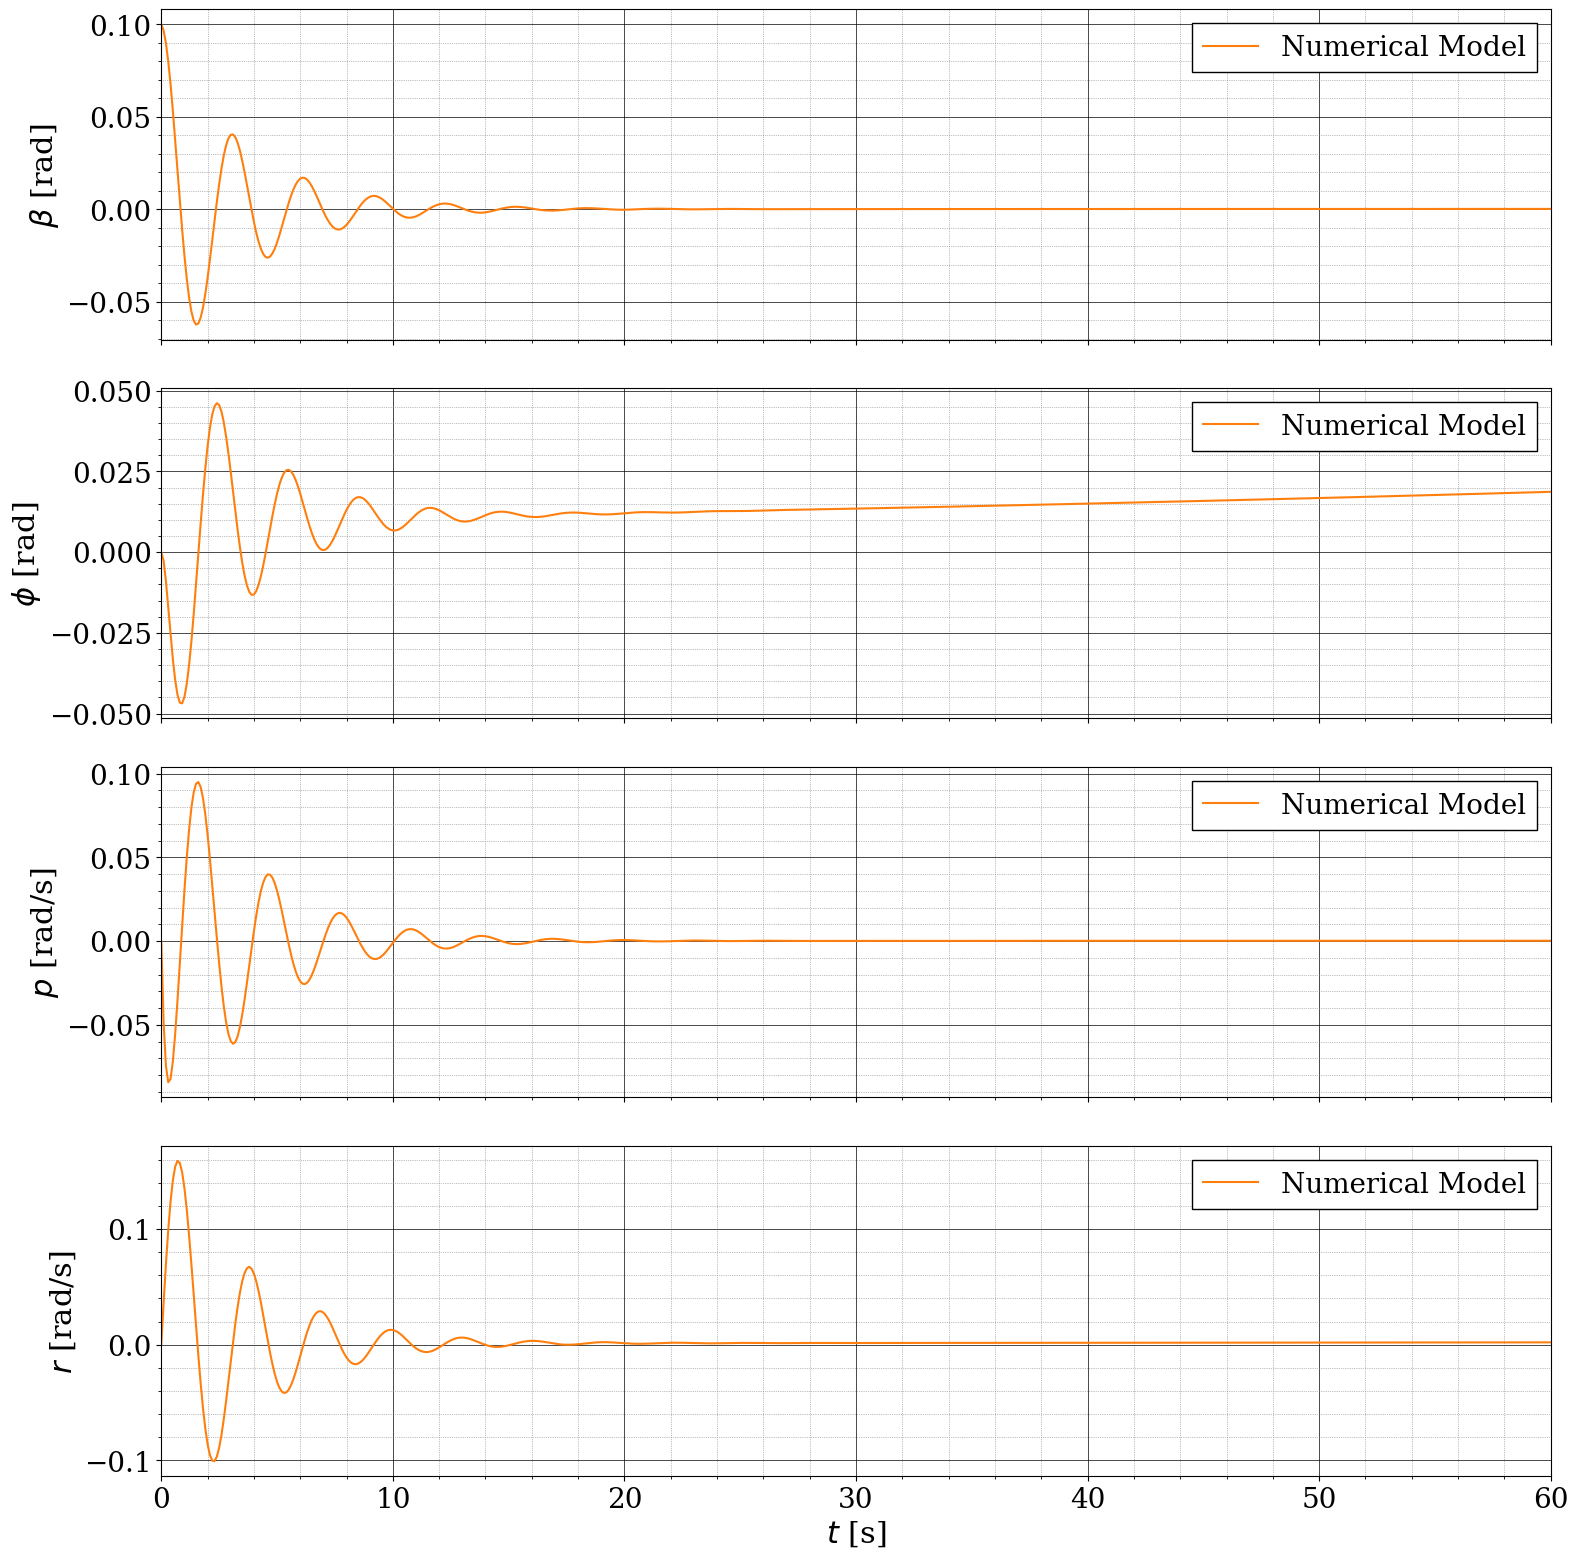 0.10
0.05
0.00
−0.05
β [rad]
Numerical Model
0.050
0.025
0.000
−0.025
−0.050
ϕ [rad]
Numerical Model
0.10
0.05
0.00
−0.05
p [rad/s]
Numerical Model
0.1
0.0
−0.1
r [rad/s]
Numerical Model
0 10 20 30 40 50 60
t [s]